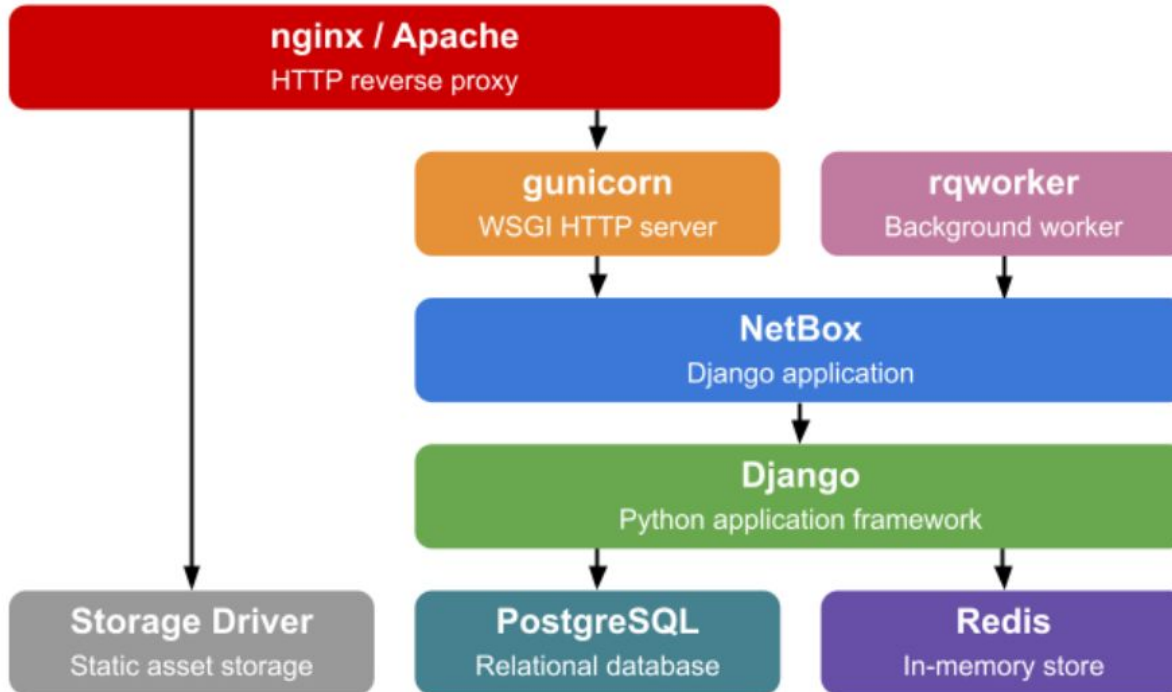 nginx / Apache
HTTP reverse proxy
gunicorn
WSGI HTTP server
rqworker
Background worker
NetBox
Django application
Django
Python application framework
Storage Driver
Static asset storage
PostgreSQL
Relational database
Redis
In-memory store